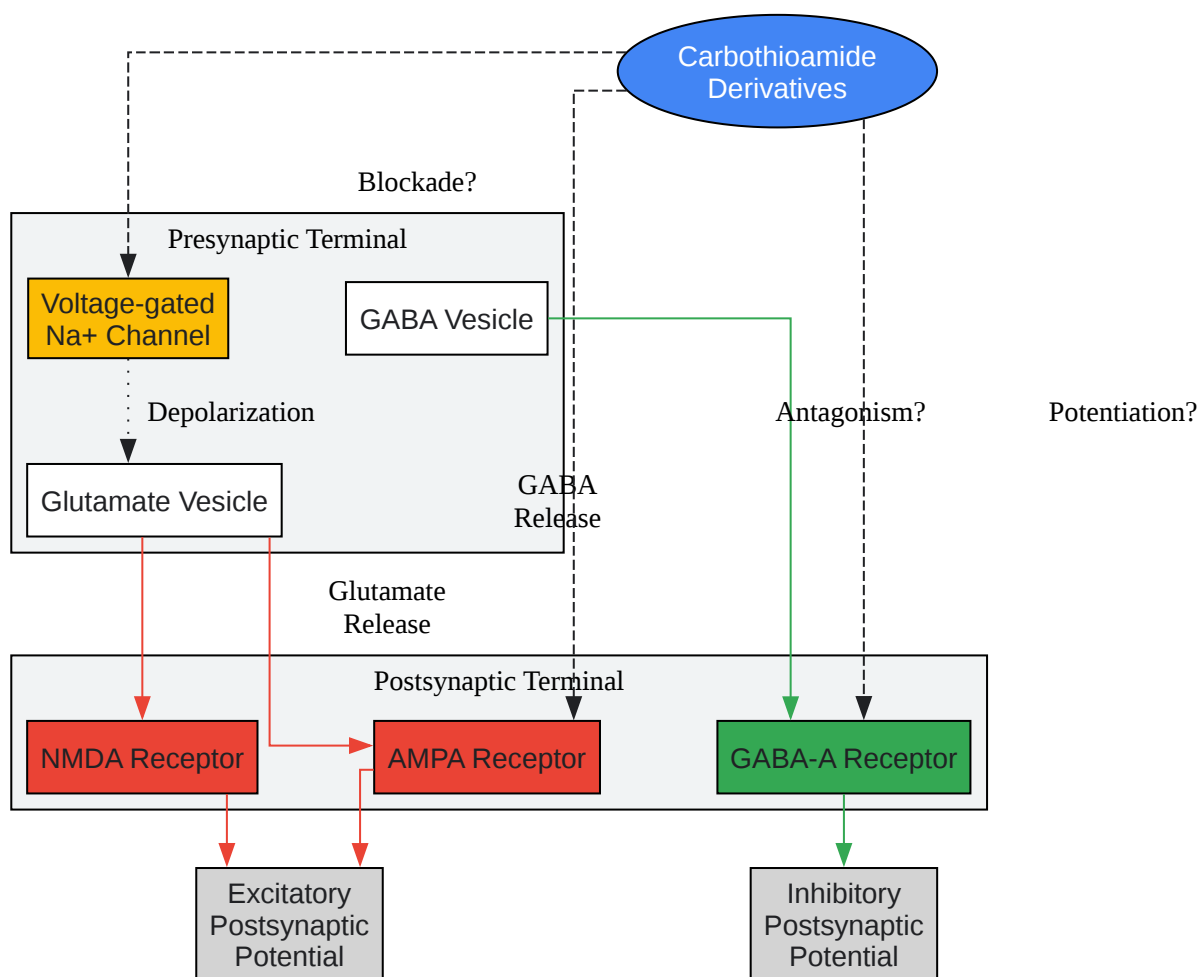 Carbothioamide
Derivatives
Blockade?
Presynaptic Terminal
Voltage-gated
Na+ Channel
GABA Vesicle
Depolarization
Antagonism?
Potentiation?
Glutamate Vesicle
GABA
Release
Glutamate
Release
Postsynaptic Terminal
NMDA Receptor
AMPA Receptor
GABA-A Receptor
Excitatory
Postsynaptic
Potential
Inhibitory
Postsynaptic
Potential